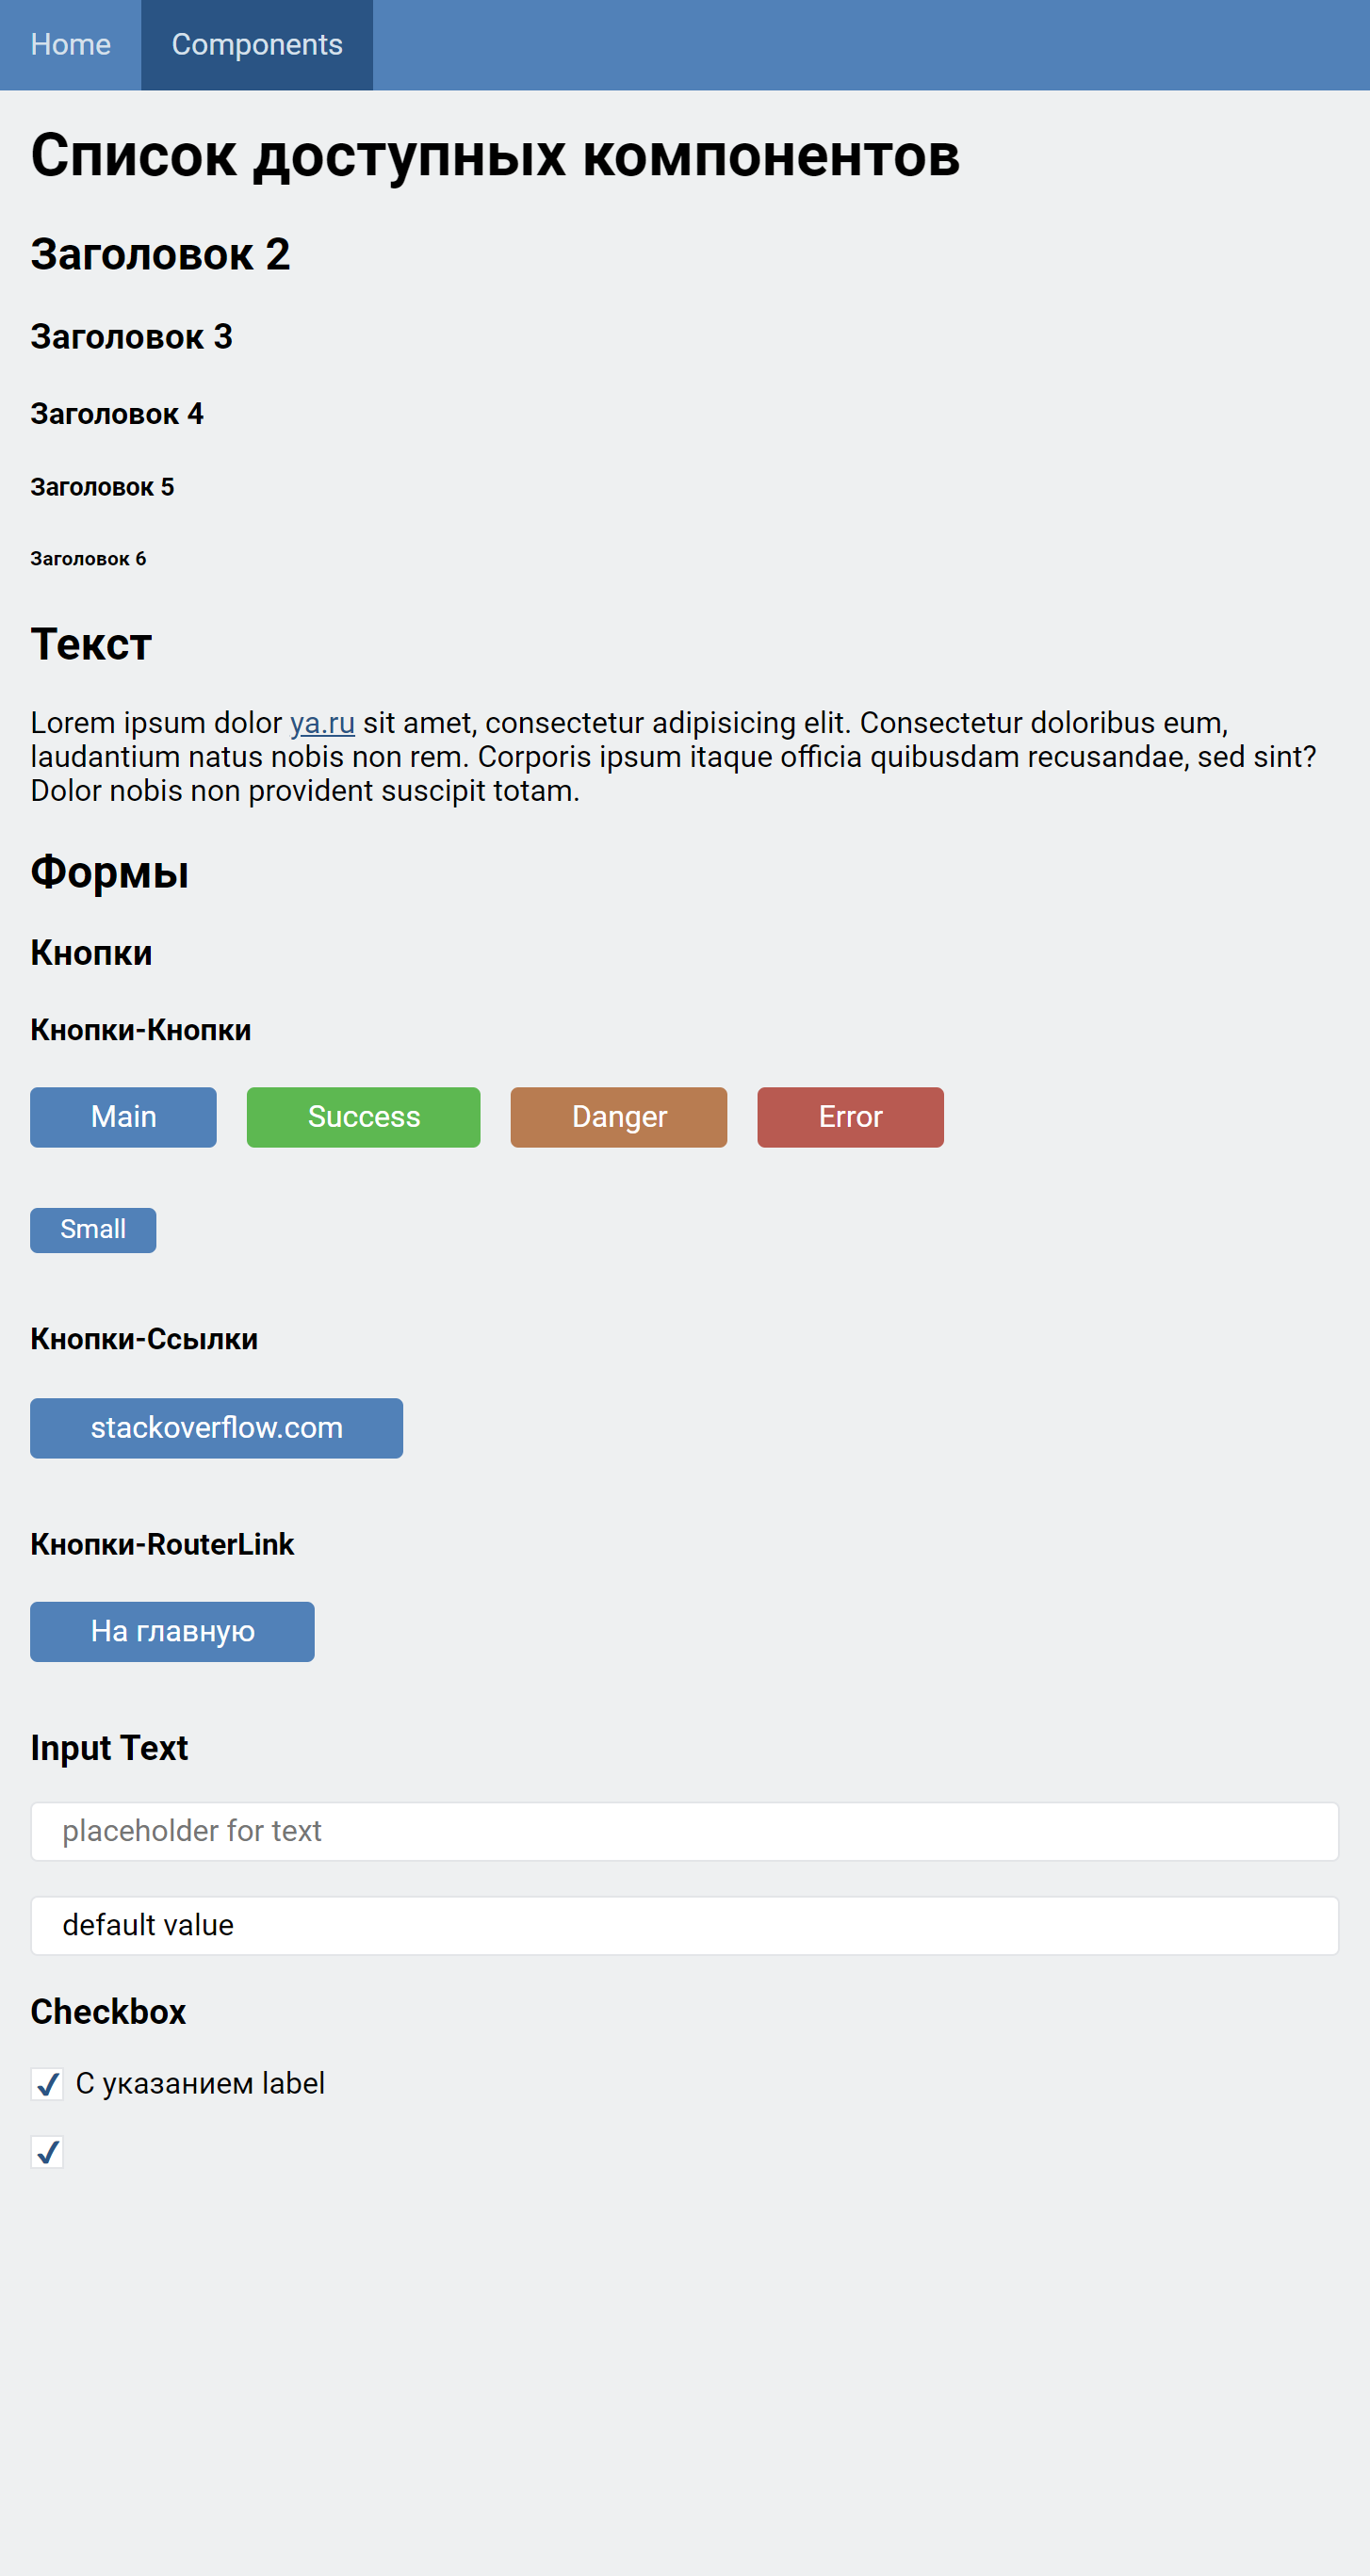 Home Components
Список доступных компонентов
Заголовок 2
Заголовок 3
Заголовок 4
Заголовок 5
Заголовок 6
Текст
Lorem ipsum dolor ya.ru sit amet, consectetur adipisicing elit. Consectetur doloribus eum,
laudantium natus nobis non rem. Corporis ipsum itaque officia quibusdam recusandae, sed sint?
Dolor nobis non provident suscipit totam.
Формы
Кнопки
Кнопки-Кнопки
Main Success Danger Error
Small
Кнопки-Ссылки
stackoverflow.com
Кнопки-RouterLink
На главную
Input Text
placeholder for text
default value
Checkbox
С указанием label